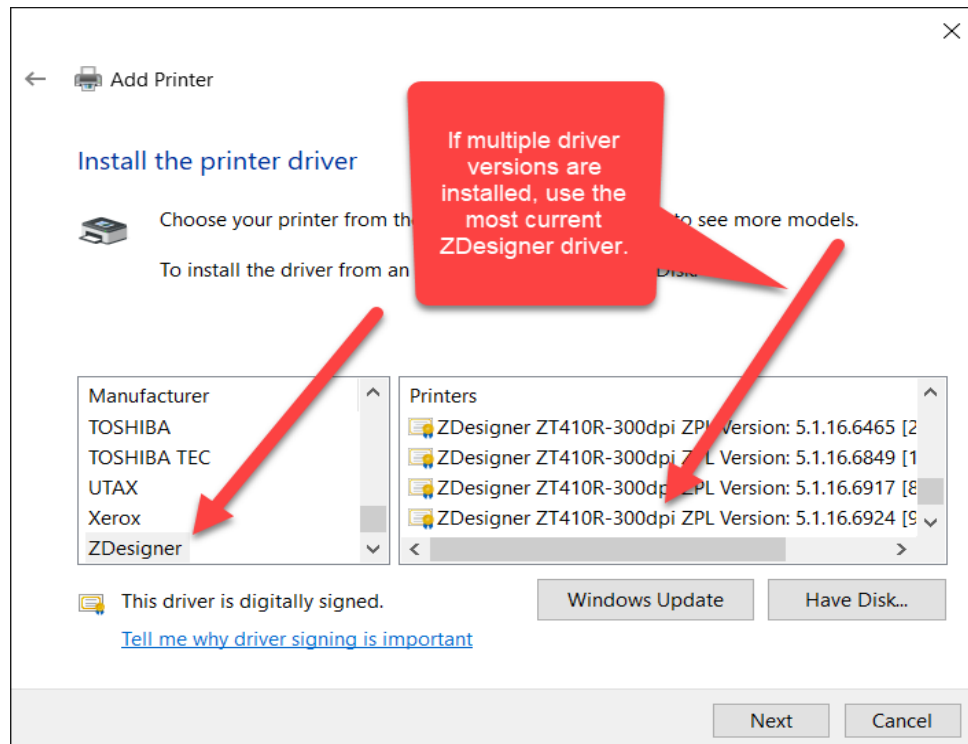 Add Printer
If multiple driver
versions are
installed, use the
most current
ZDesigner driver.
Install the printer driver
Choose your printer from to see more models.
To install the driver from an Disk.
Manufacturer
TOSHIBA
TOSHIBA TEC
UTAX
Xerox
ZDesigner
Printers
ZDesigner ZT410R-300dpi ZPL Version: 5.1.16.6465 [2
ZDesigner ZT410R-300dpi ZPL Version: 5.1.16.6849 [1
ZDesigner ZT410R-300dpi ZPL Version: 5.1.16.6917 [8
ZDesigner ZT410R-300dpi ZPL Version: 5.1.16.6924 [9
This driver is digitally signed.
Tell me why driver signing is important
Windows Update
Have Disk...
Next
Cancel